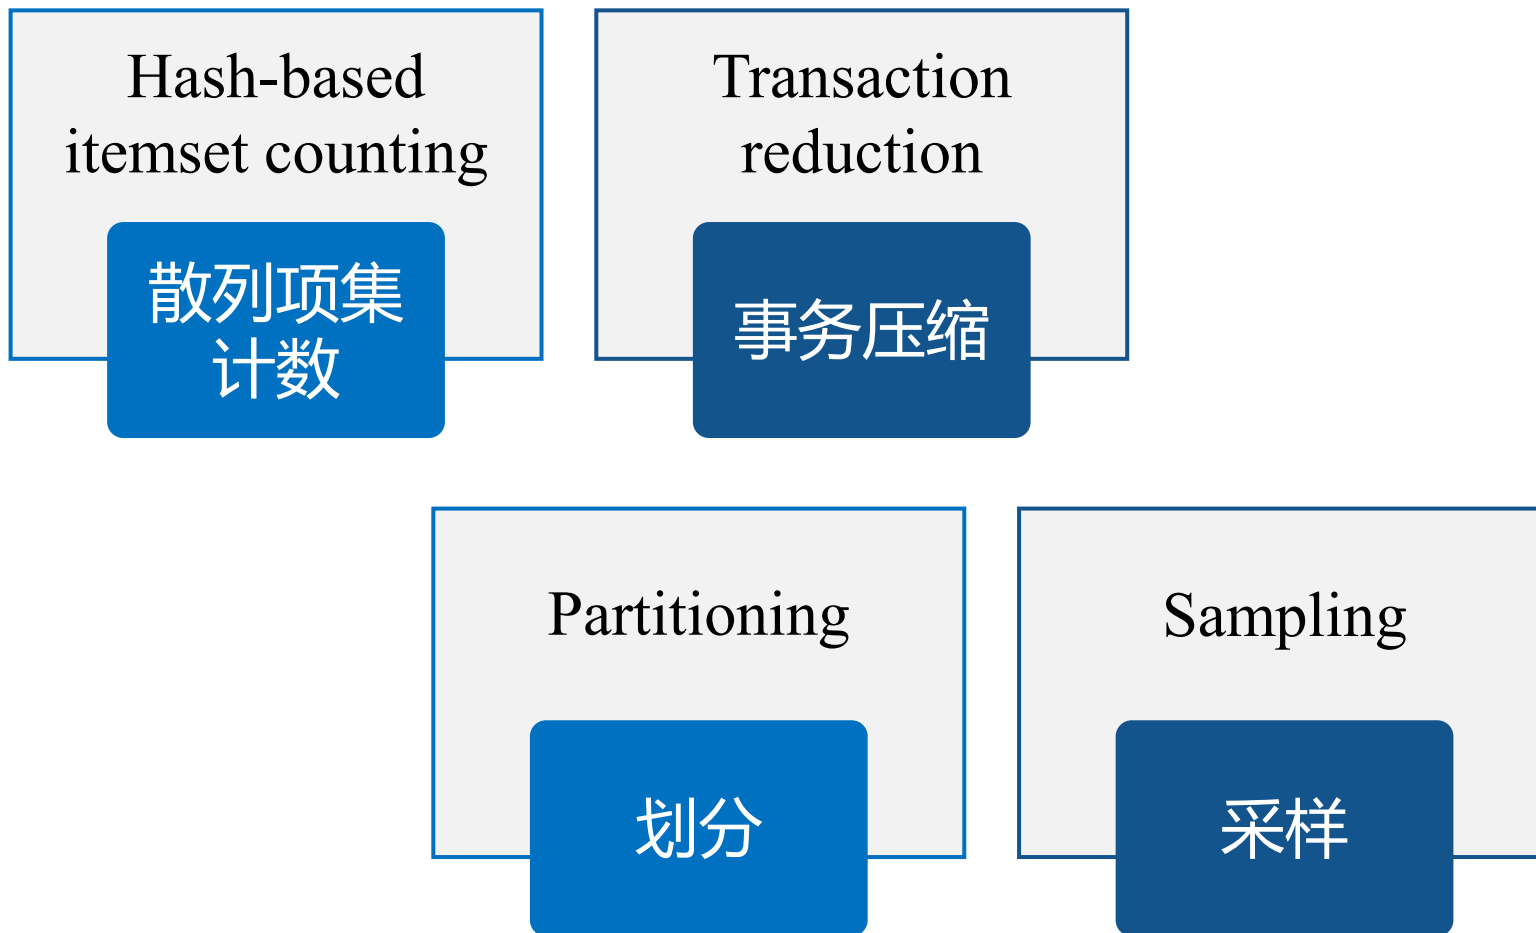 Hash-based
itemset counting
散列项集
计数
Transaction
reduction
事务压缩
Partitioning
划分
Sampling
采样